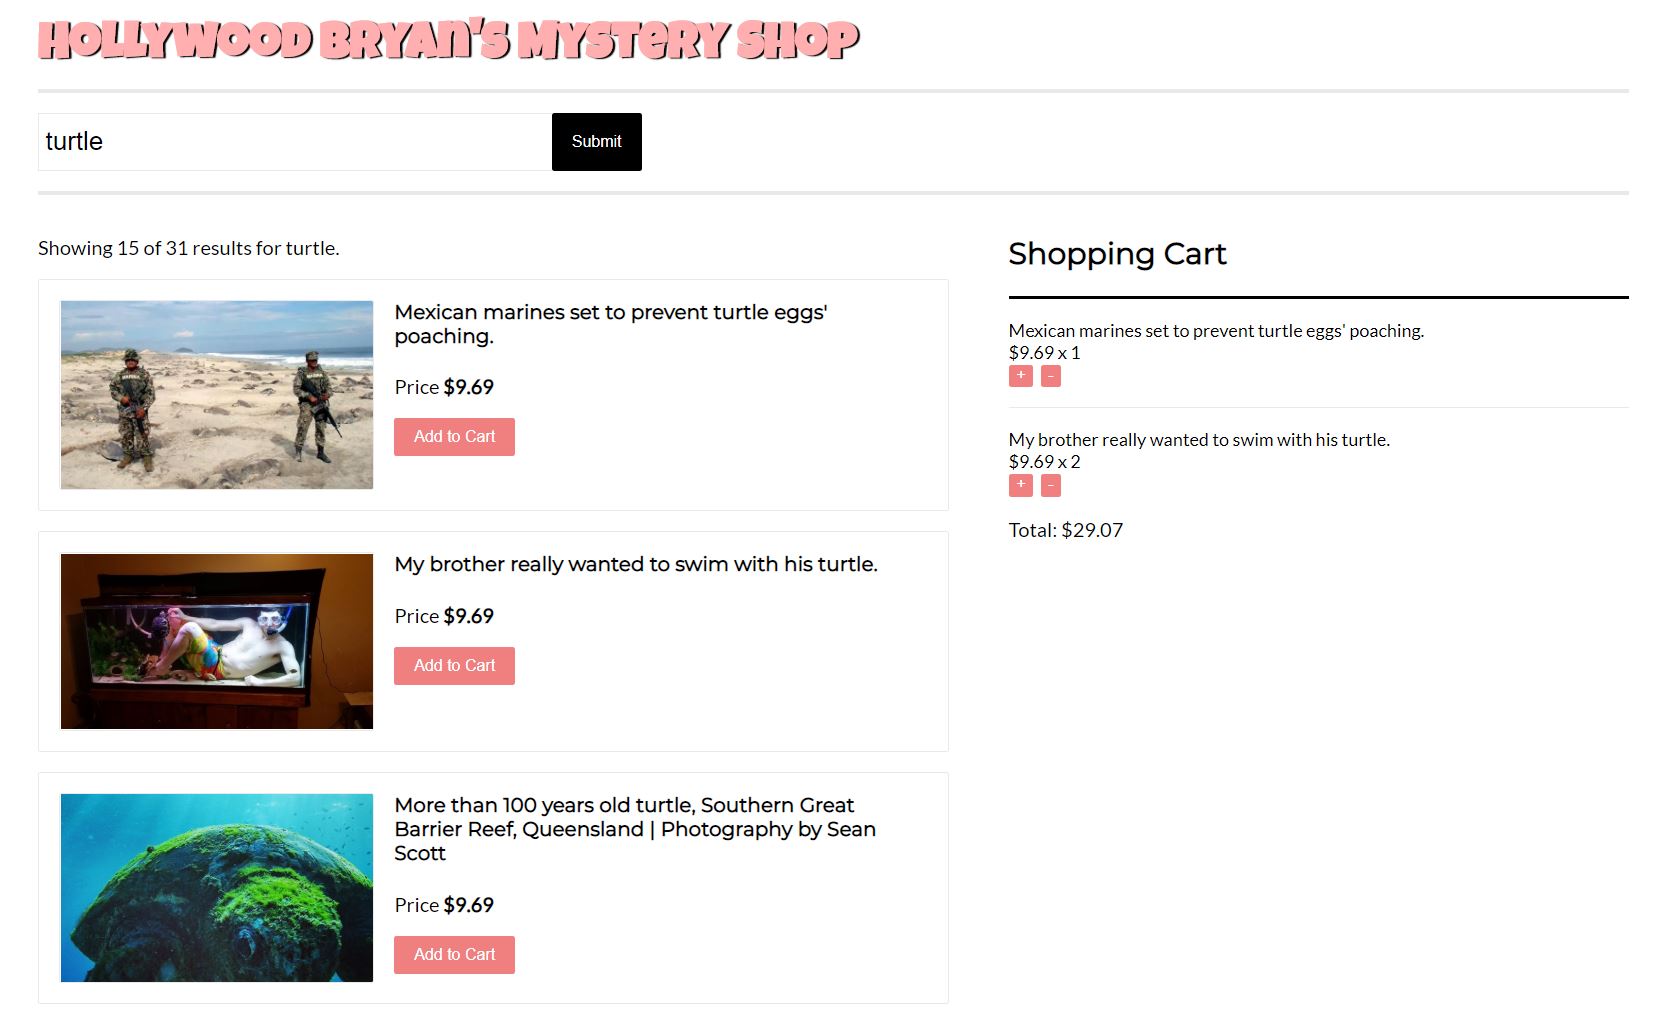 Hollywood Bryan's Mystery Shop
turtle
Submit
Showing 15 of 31 results for turtle.
Mexican marines set to prevent turtle eggs'
poaching.
Price $9.69
Add to Cart
My brother really wanted to swim with his turtle.
Price $9.69
Add to Cart
More than 100 years old turtle, Southern Great
Barrier Reef, Queensland | Photography by Sean
Scott
Price $9.69
Add to Cart
Shopping Cart
Mexican marines set to prevent turtle eggs' poaching.
$9.69 x 1
+ -
My brother really wanted to swim with his turtle.
$9.69 x 2
+ -
Total: $29.07